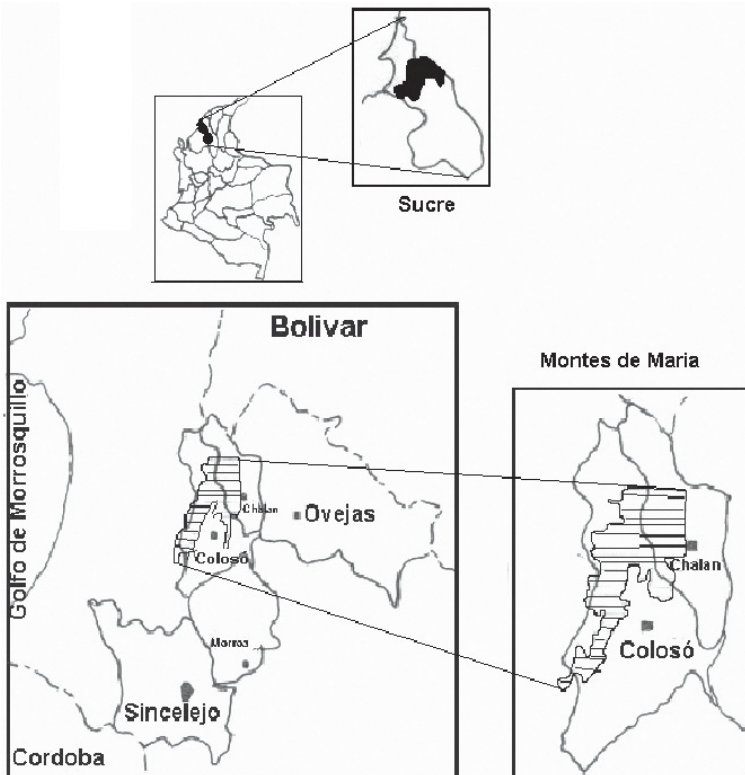 Sucre
Bolivar
Golfo de Morrosquillo
Chalan
Ovejas
Colosó
Morroa
Sincelejo
Cordoba
Montes de Maria
Chalan
Colosó